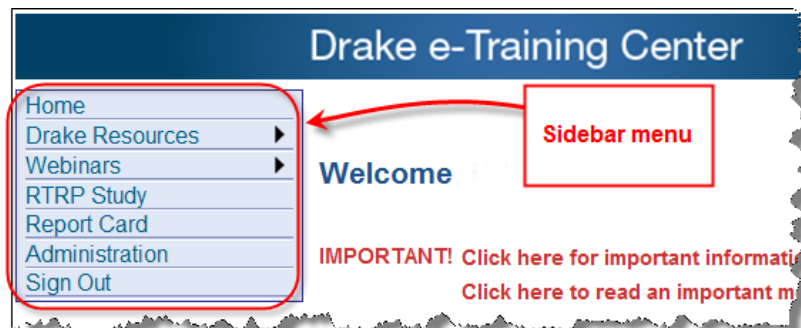 Drake e-Training Center
Home
Drake Resources
Webinars
RTRP Study
Report Card
Administration
Sign Out
Sidebar menu
Welcome
IMPORTANT! Click here for important
Click here to read an important